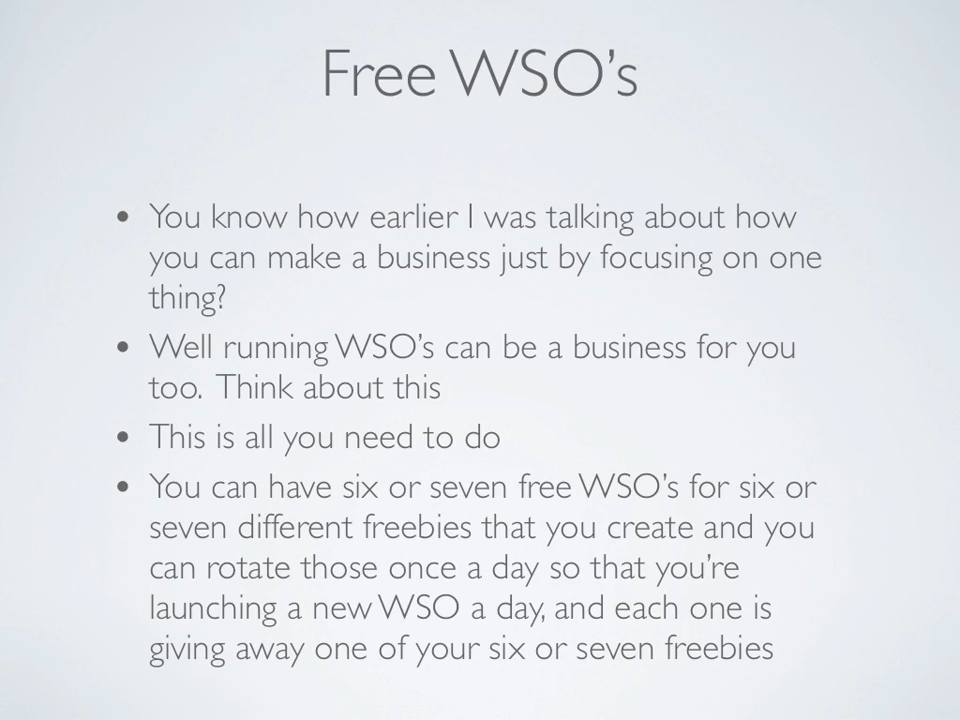 Free WSO’s
• You know how earlier I was talking about how
you can make a business just by focusing on one
thing?
• Well running WSO’s can be a business for you
too.  Think about this
• This is all you need to do
• You can have six or seven free WSO’s for six or
seven different freebies that you create and you
can rotate those once a day so that you’re
launching a new WSO a day, and each one is
giving away one of your six or seven freebies